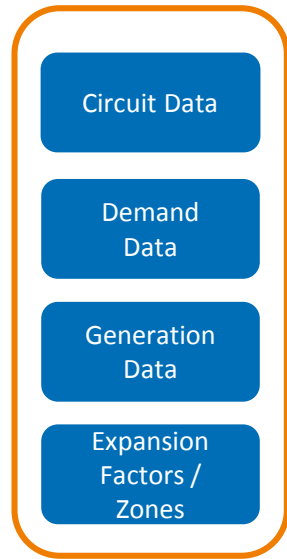 Circuit Data
Demand
Data
Generation
Data
Expansion
Factors /
Zones